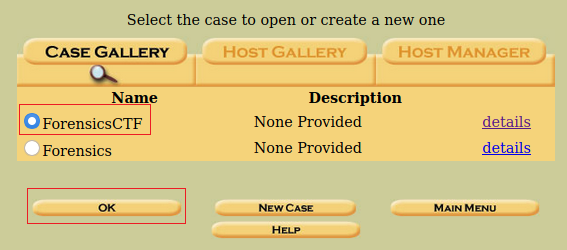 Select the case to open or create a new one
CASE GALLERY HOST GALLERY HOST MANAGER
Name Description
ForensicsCTF None Provided details
Forensics None Provided details
OK NEW CASE MAIN MENU
HELP